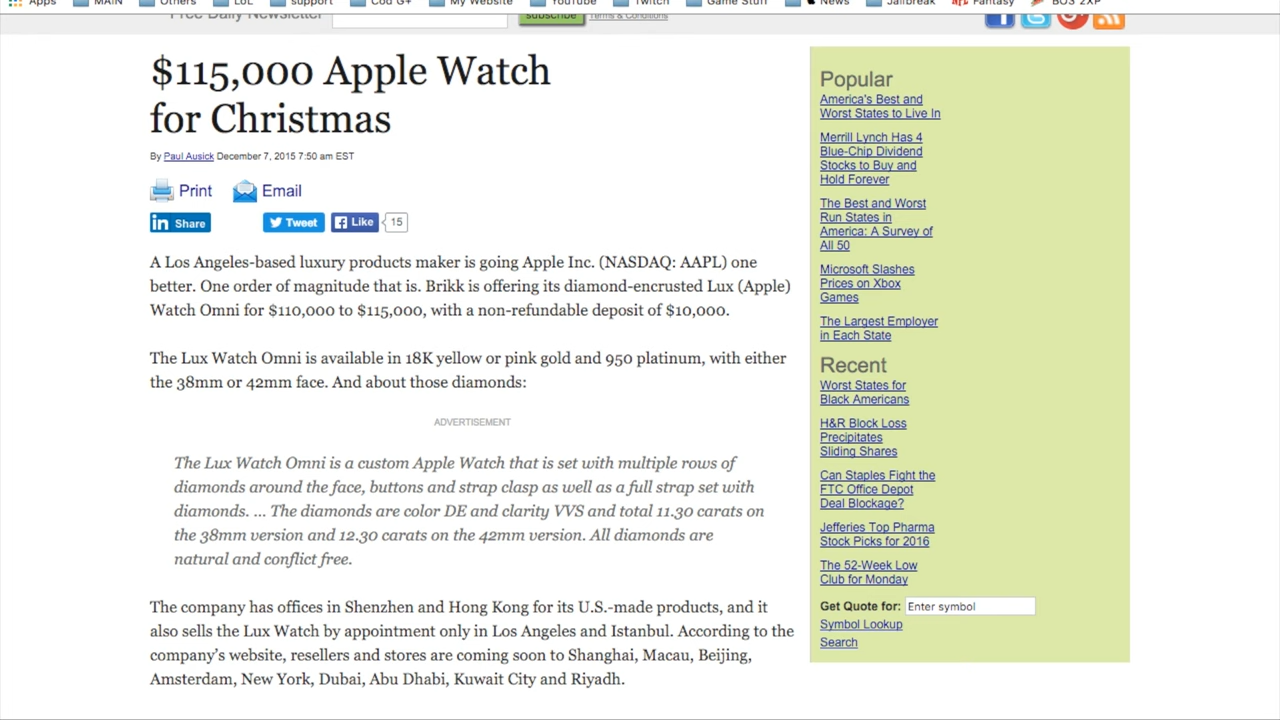 Apps MAIN Others LoL support Cod G+ My Website YouTube Twitch Game Stuff News Jailbreak Fantasy BO3 2XP
Free Daily Newsletter
subscribe
Terms & Conditions
$115,000 Apple Watch
for Christmas
By Paul Ausick December 7, 2015 7:50 am EST
Print Email
Share Tweet Like 15
A Los Angeles-based luxury products maker is going Apple Inc. (NASDAQ: AAPL) one
better. One order of magnitude that is. Brikk is offering its diamond-encrusted Lux (Apple)
Watch Omni for $110,000 to $115,000, with a non-refundable deposit of $10,000.
The Lux Watch Omni is available in 18K yellow or pink gold and 950 platinum, with either
the 38mm or 42mm face. And about those diamonds:
ADVERTISEMENT
The Lux Watch Omni is a custom Apple Watch that is set with multiple rows of
diamonds around the face, buttons and strap clasp as well as a full strap set with
diamonds. ... The diamonds are color DE and clarity VVS and total 11.30 carats on
the 38mm version and 12.30 carats on the 42mm version. All diamonds are
natural and conflict free.
The company has offices in Shenzhen and Hong Kong for its U.S.-made products, and it
also sells the Lux Watch by appointment only in Los Angeles and Istanbul. According to the
company's website, resellers and stores are coming soon to Shanghai, Macau, Beijing,
Amsterdam, New York, Dubai, Abu Dhabi, Kuwait City and Riyadh.
Popular
America's Best and
Worst States to Live In
Merrill Lynch Has 4
Blue-Chip Dividend
Stocks to Buy and
Hold Forever
The Best and Worst
Run States in
America: A Survey of
All 50
Microsoft Slashes
Prices on Xbox
Games
The Largest Employer
in Each State
Recent
Worst States for
Black Americans
H&R Block Loss
Precipitates
Sliding Shares
Can Staples Fight the
FTC Office Depot
Deal Blockage?
Jefferies Top Pharma
Stock Picks for 2016
The 52-Week Low
Club for Monday
Get Quote for: Enter symbol
Symbol Lookup
Search